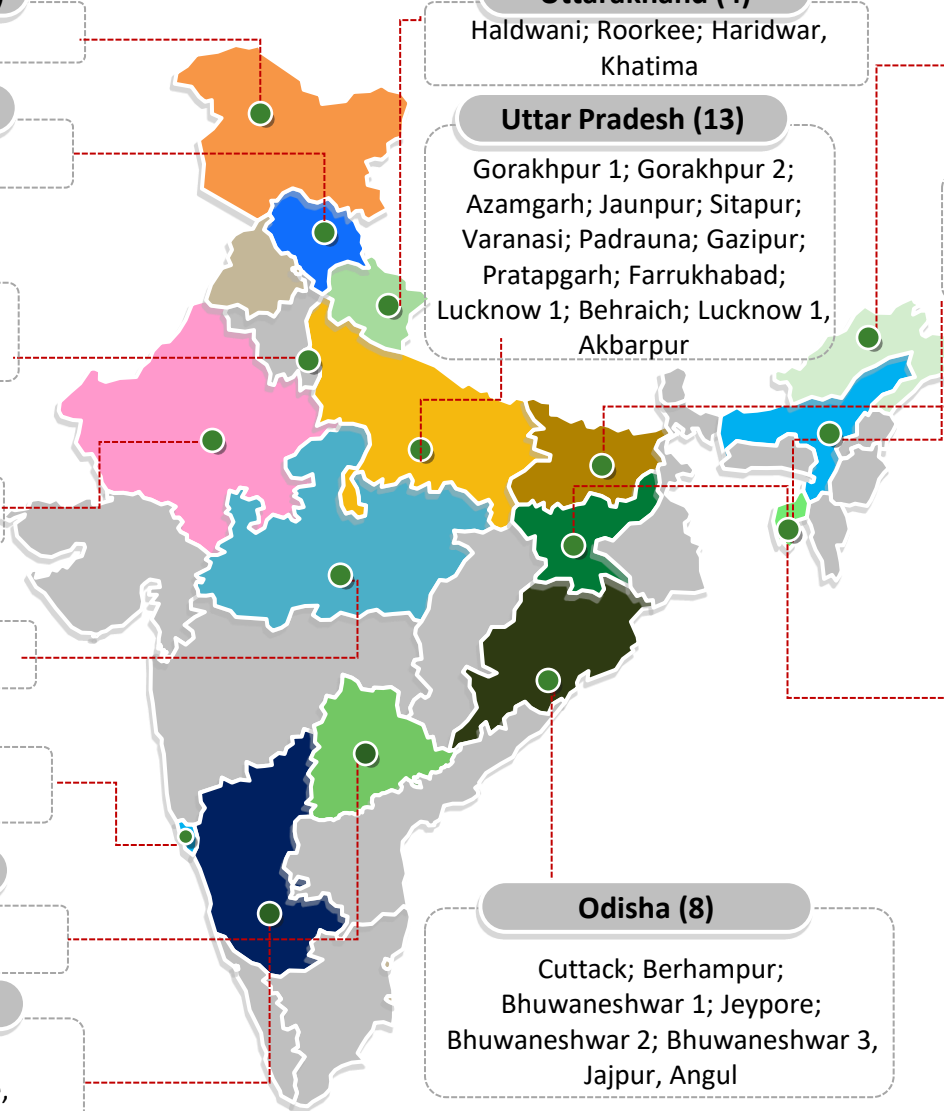 Uttarakhand (4)
Haldwani; Roorkee; Haridwar,
Khatima
Uttar Pradesh (13)
Gorakhpur 1; Gorakhpur 2;
Azamgarh; Jaunpur; Sitapur;
Varanasi; Padrauna; Gazipur;
Pratapgarh; Farrukhabad;
Lucknow 1; Behraich; Lucknow 1,
Akbarpur
Odisha (8)
Cuttack; Berhampur;
Bhuwaneshwar 1; Jeypore;
Bhuwaneshwar 2; Bhuwaneshwar 3,
Jajpur, Angul